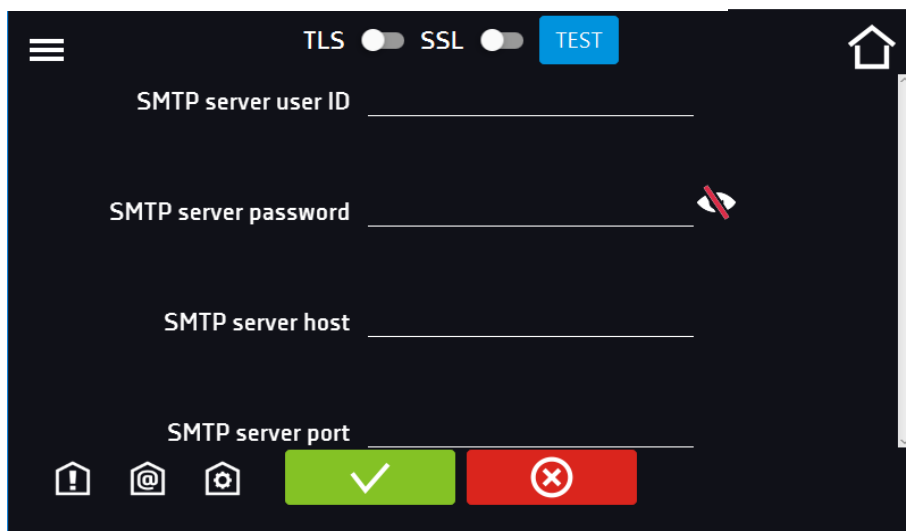 TLS SSL TEST
SMTP server user ID
SMTP server password
SMTP server host
SMTP server port